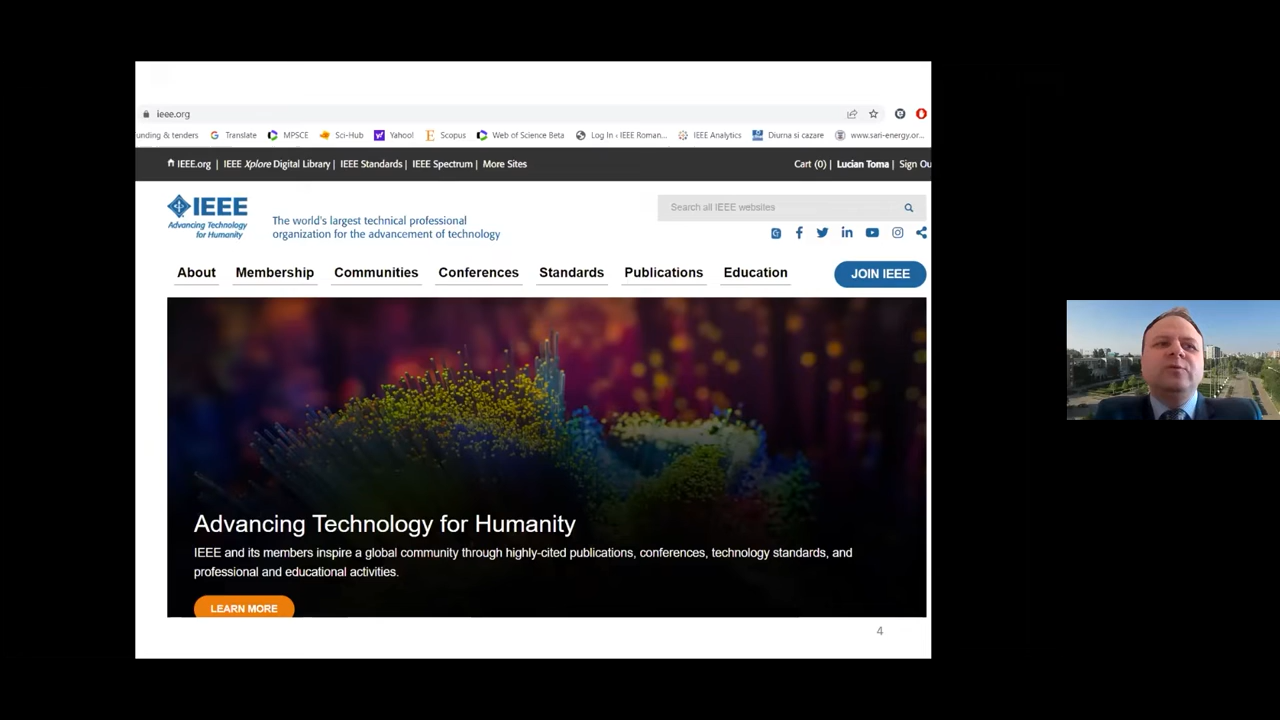 ieee.org
unding & tenders Translate MPSCE Sci-Hub Yahoo! Scopus Web of Science Beta Log In › IEEE Roman... IEEE Analytics Diurna si cazare www.sari-energy.or...
IEEE.org | IEEE Xplore Digital Library | IEEE Standards | IEEE Spectrum | More Sites Cart (0) | Lucian Toma | Sign Ou
IEEE
Advancing Technology
for Humanity
The world's largest technical professional
organization for the advancement of technology
Search all IEEE websites
About Membership Communities Conferences Standards Publications Education JOIN IEEE
Advancing Technology for Humanity
IEEE and its members inspire a global community through highly-cited publications, conferences, technology standards, and
professional and educational activities.
LEARN MORE
4